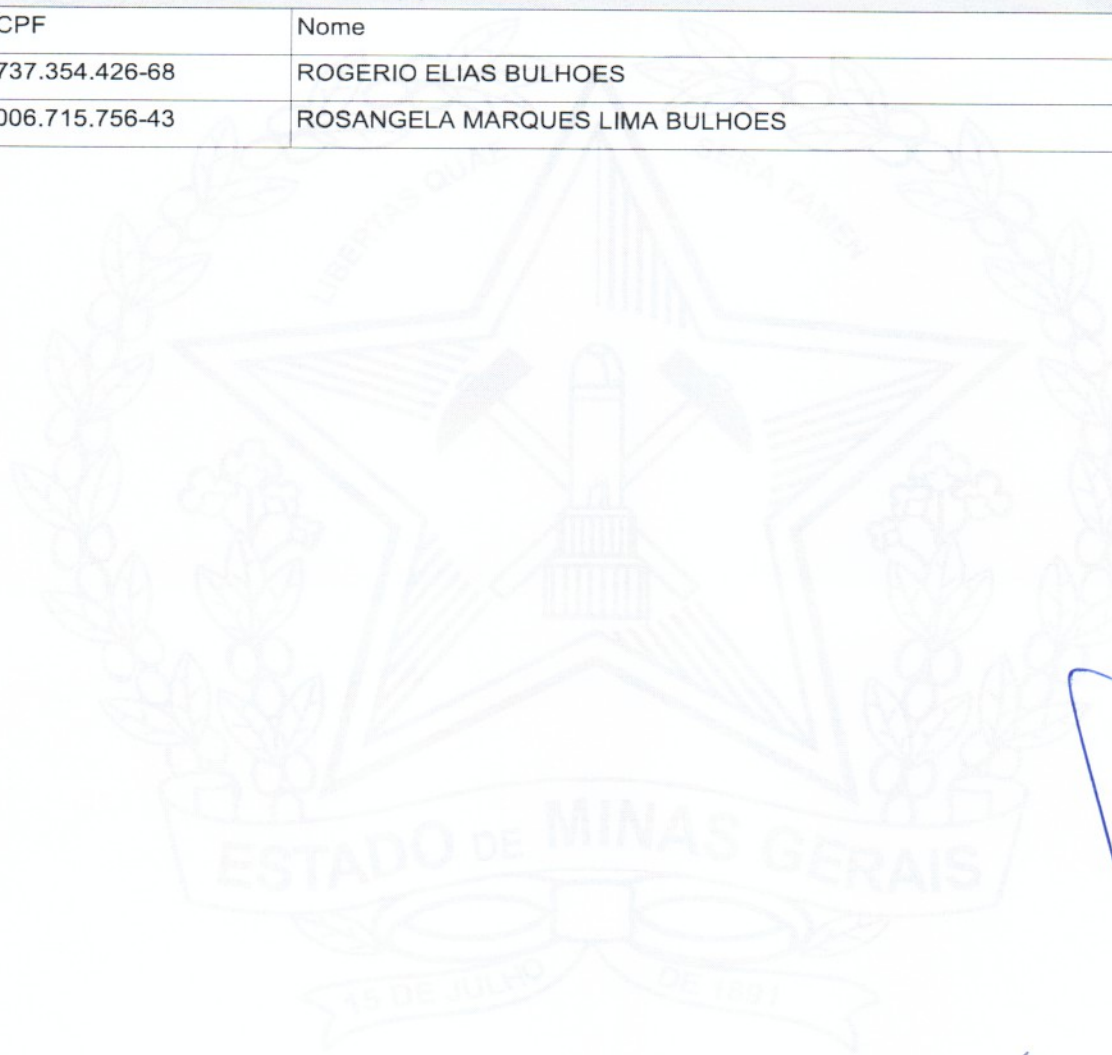 CPF Nome
737.354.426-68 ROGERIO ELIAS BULHOES
006.715.756-43 ROSANGELA MARQUES LIMA BULHOES
LIBERTAS QUAE SERA TAMEN
ESTADO DE MINAS GERAIS
15 DE JULHO DE 1891